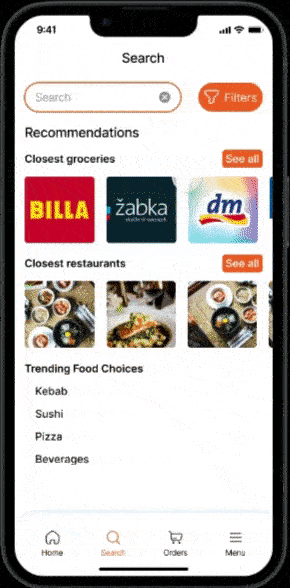 9:41
Search
Search
Filters
Recommendations
Closest groceries
See all
BILLA
žabka
dm
Closest restaurants
See all
Trending Food Choices
Kebab
Sushi
Pizza
Beverages
Home
Search
Orders
Menu